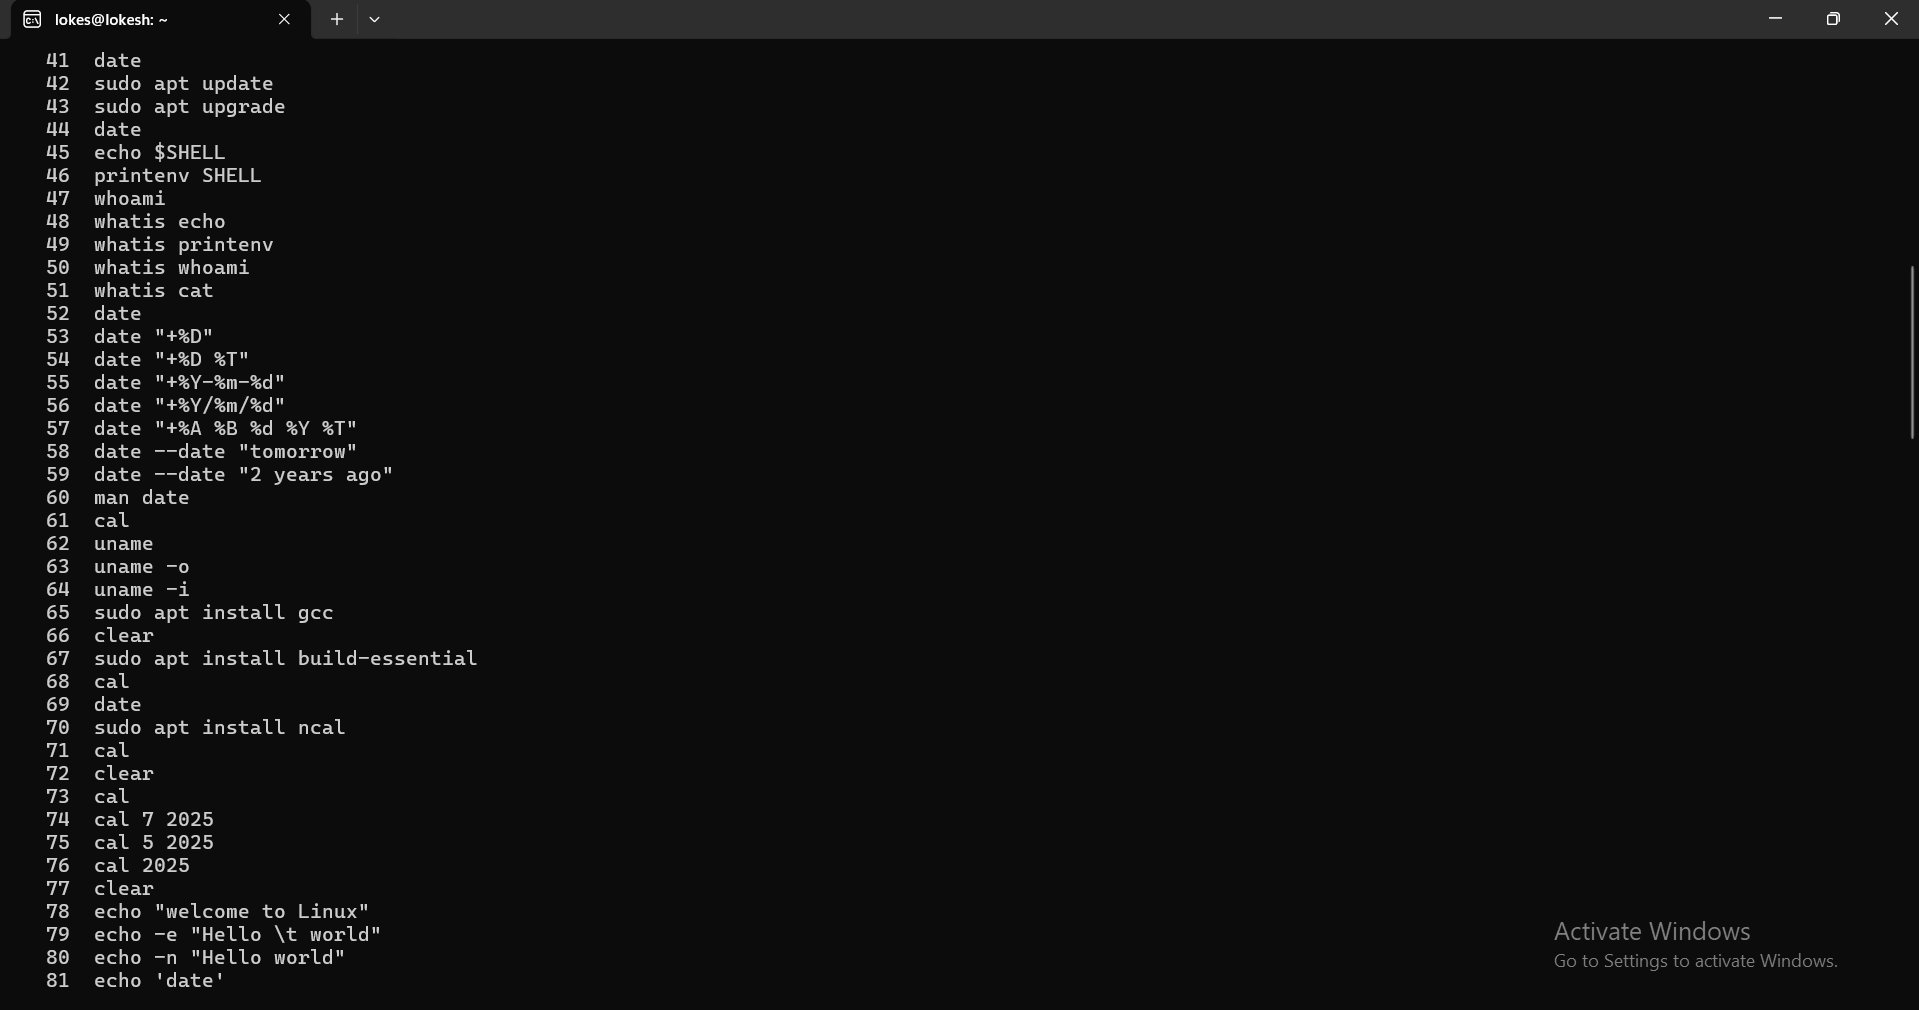 lokes@lokesh: ~
41 date
42 sudo apt update
43 sudo apt upgrade
44 date
45 echo $SHELL
46 printenv SHELL
47 whoami
48 whatis echo
49 whatis printenv
50 whatis whoami
51 whatis cat
52 date
53 date "+%D"
54 date "+%D %T"
55 date "+%Y-%m-%d"
56 date "+%Y/%m/%d"
57 date "+%A %B %d %Y %T"
58 date --date "tomorrow"
59 date --date "2 years ago"
60 man date
61 cal
62 uname
63 uname -o
64 uname -i
65 sudo apt install gcc
66 clear
67 sudo apt install build-essential
68 cal
69 date
70 sudo apt install ncal
71 cal
72 clear
73 cal
74 cal 7 2025
75 cal 5 2025
76 cal 2025
77 clear
78 echo "welcome to Linux"
79 echo -e "Hello \t world"
80 echo -n "Hello world"
81 echo 'date'
Activate Windows
Go to Settings to activate Windows.